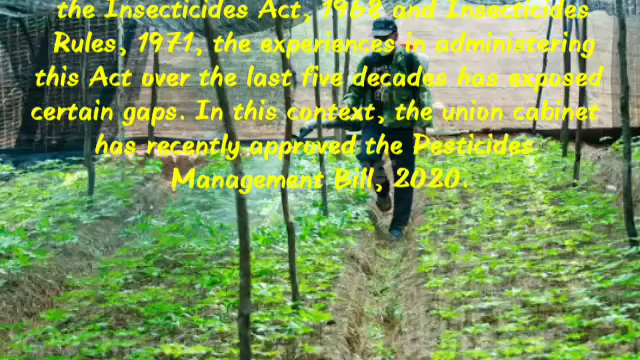 the Insecticides Act, 1968 and Insecticides
Rules, 1971, the experiences in administering
this Act over the last five decades has exposed
certain gaps. In this context, the union cabinet
has recently approved the Pesticides
Management Bill, 2020.